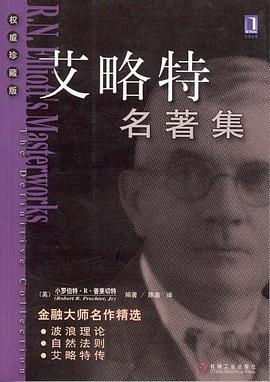 权威珍藏版
R.N. Elliott's Masterworks
The Definitive Collection
艾略特
名著集
(美) 小罗伯特·R·普莱切特 编著 / 陈鑫 译
(Robert R. Prechter, Jr)
金融大师名作精选
• 波浪理论
• 自然法则
• 艾略特传
机械工业出版社
China Machine Press